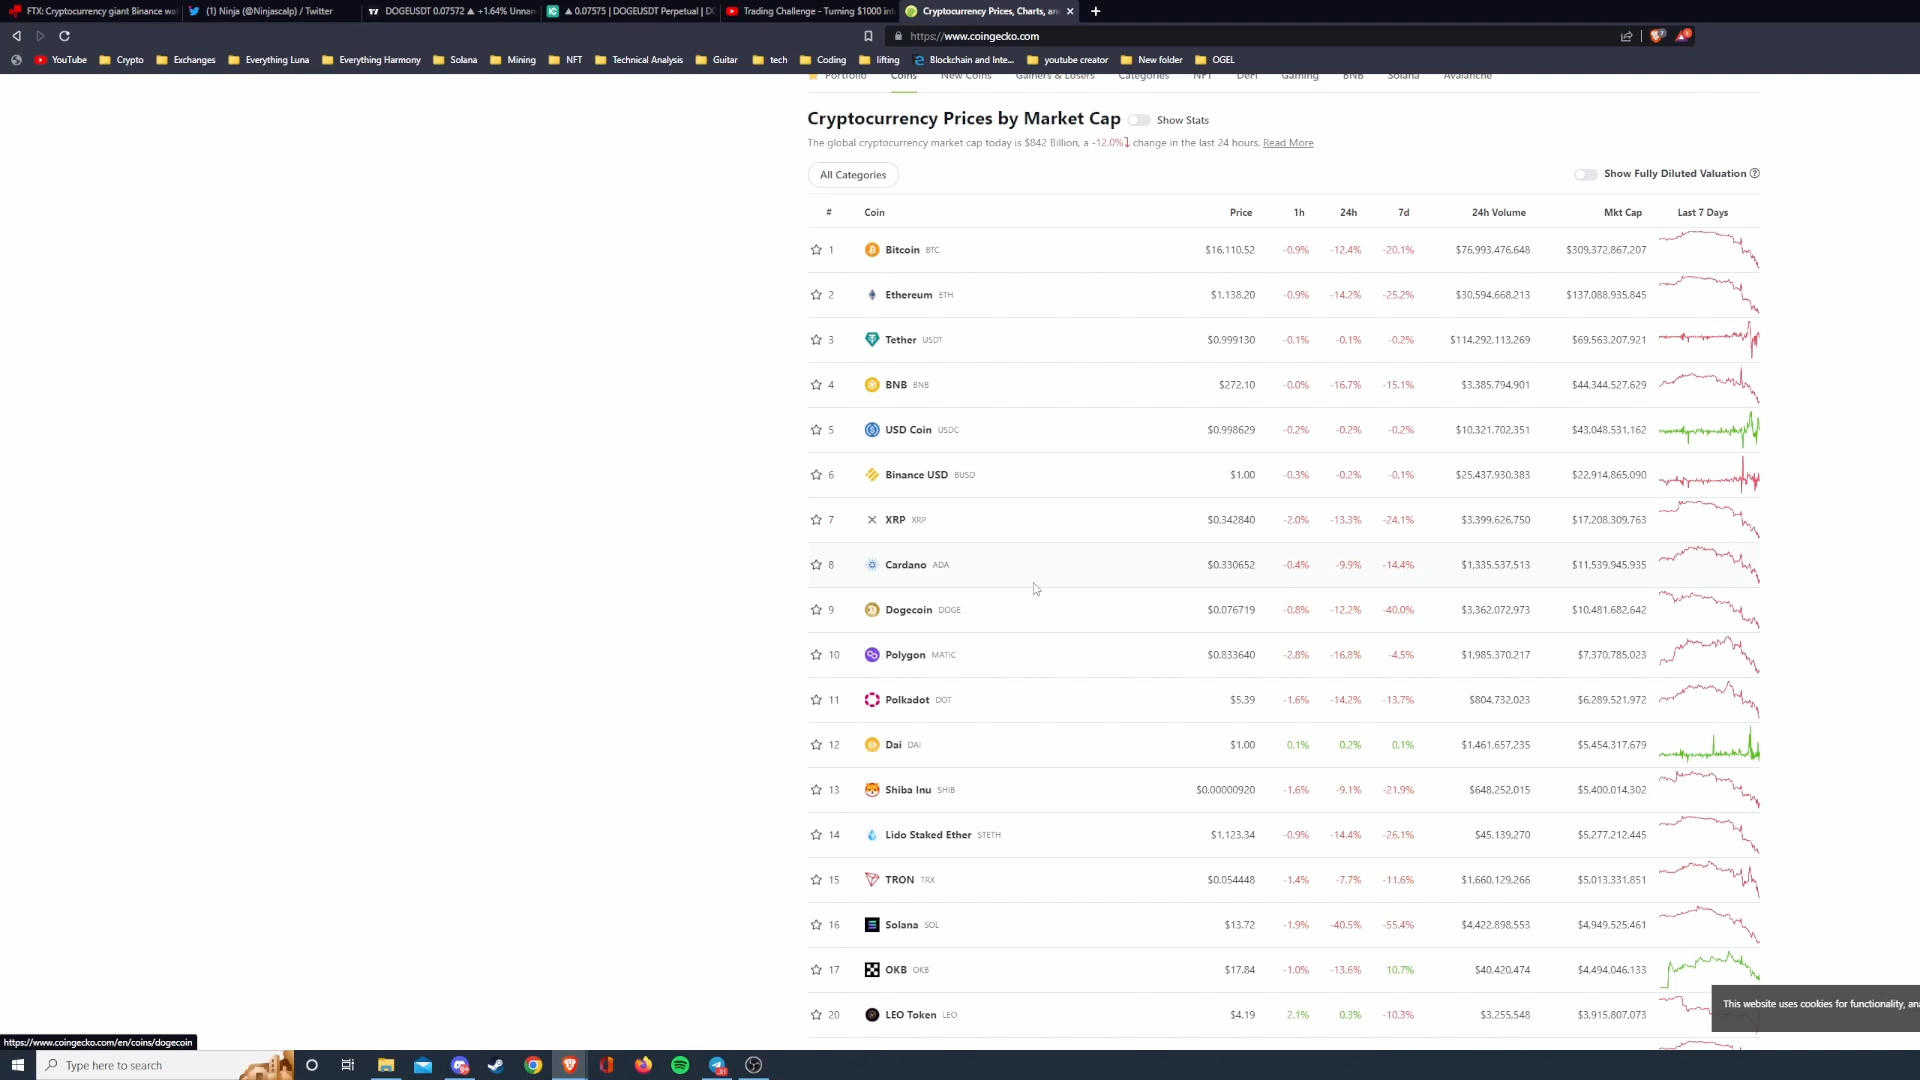 FTX: Cryptocurrency giant Binance wa
(1) Ninja (@Ninjascalp) / Twitter
DOGEUSDT 0.07572 ▲ +1.64% Unnan
▲ 0.07575 | DOGEUSDT Perpetual | D
Trading Challenge - Turning $1000 int
Cryptocurrency Prices, Charts, an
https://www.coingecko.com
YouTube Crypto Exchanges Everything Luna Everything Harmony Solana Mining NFT Technical Analysis Guitar tech Coding lifting Blockchain and Inte... youtube creator New folder OGEL
Portfolio Coins New Coins Gainers & Losers Categories NFT DeFi Gaming BNB Solana Avalanche
Cryptocurrency Prices by Market Cap Show Stats
The global cryptocurrency market cap today is $842 Billion, a -12.0% change in the last 24 hours. Read More
All Categories Show Fully Diluted Valuation
# Coin Price 1h 24h 7d 24h Volume Mkt Cap Last 7 Days
1 Bitcoin BTC $16,110.52 -0.9% -12.4% -20.1% $76,993,476,648 $309,372,867,207
2 Ethereum ETH $1,138.20 -0.9% -14.2% -25.2% $30,594,668,213 $137,088,935,845
3 Tether USDT $0.999130 -0.1% -0.1% -0.2% $114,292,113,269 $69,563,207,921
4 BNB BNB $272.10 -0.0% -16.7% -15.1% $3,385,794,901 $44,344,527,629
5 USD Coin USDC $0.998629 -0.2% -0.2% -0.2% $10,321,702,351 $43,048,531,162
6 Binance USD BUSD $1.00 -0.3% -0.2% -0.1% $25,437,930,383 $22,914,865,090
7 XRP XRP $0.342840 -2.0% -13.3% -24.1% $3,399,626,750 $17,208,309,763
8 Cardano ADA $0.330652 -0.4% -9.9% -14.4% $1,335,537,513 $11,539,945,935
9 Dogecoin DOGE $0.076719 -0.8% -12.2% -40.0% $3,362,072,973 $10,481,682,642
10 Polygon MATIC $0.833640 -2.8% -16.8% -4.5% $1,985,370,217 $7,370,785,023
11 Polkadot DOT $5.39 -1.6% -14.2% -13.7% $804,732,023 $6,289,521,972
12 Dai DAI $1.00 0.1% 0.2% 0.1% $1,461,657,235 $5,454,317,679
13 Shiba Inu SHIB $0.00000920 -1.6% -9.1% -21.9% $648,252,015 $5,400,014,302
14 Lido Staked Ether STETH $1,123.34 -0.9% -14.4% -26.1% $45,139,270 $5,277,212,445
15 TRON TRX $0.054448 -1.4% -7.7% -11.6% $1,660,129,266 $5,013,331,851
16 Solana SOL $13.72 -1.9% -40.5% -55.4% $4,422,898,553 $4,949,525,461
17 OKB OKB $17.84 -1.0% -13.6% 10.7% $40,420,474 $4,494,046,133
20 LEO Token LEO $4.19 2.1% 0.3% -10.3% $3,255,548 $3,915,807,073
This website uses cookies for functionality, ana
https://www.coingecko.com/en/coins/dogecoin
Type here to search